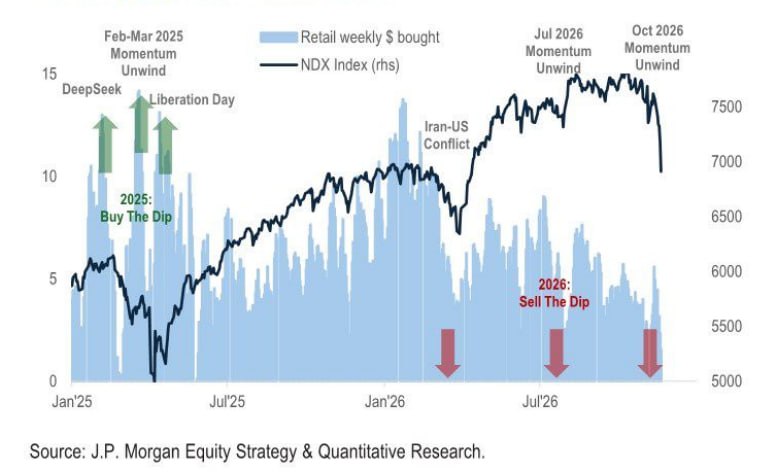 Feb-Mar 2025
Momentum
Unwind
DeepSeek
Liberation Day
Retail weekly $ bought
NDX Index (rhs)
Jul 2026
Momentum
Unwind
Oct 2026
Momentum
Unwind
Iran-US
Conflict
2025:
Buy The Dip
2026:
Sell The Dip
15
10
5
0
7500
7000
6500
6000
5500
5000
Jan'25
Jul'25
Jan'26
Jul'26
Source: J.P. Morgan Equity Strategy & Quantitative Research.